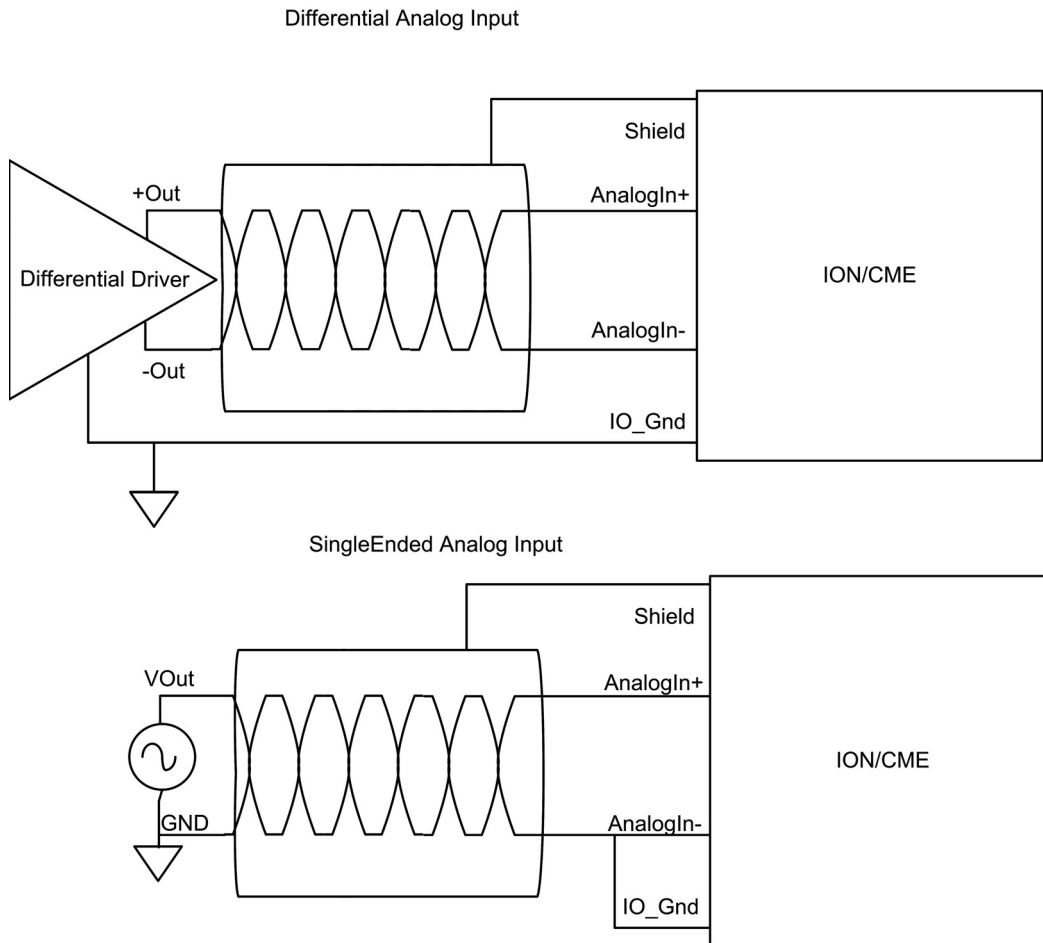 Differential Analog Input
Shield
+Out
AnalogIn+
Differential Driver
ION/CME
AnalogIn-
-Out
IO_Gnd
SingleEnded Analog Input
Shield
VOut
AnalogIn+
ION/CME
GND
AnalogIn-
IO_Gnd